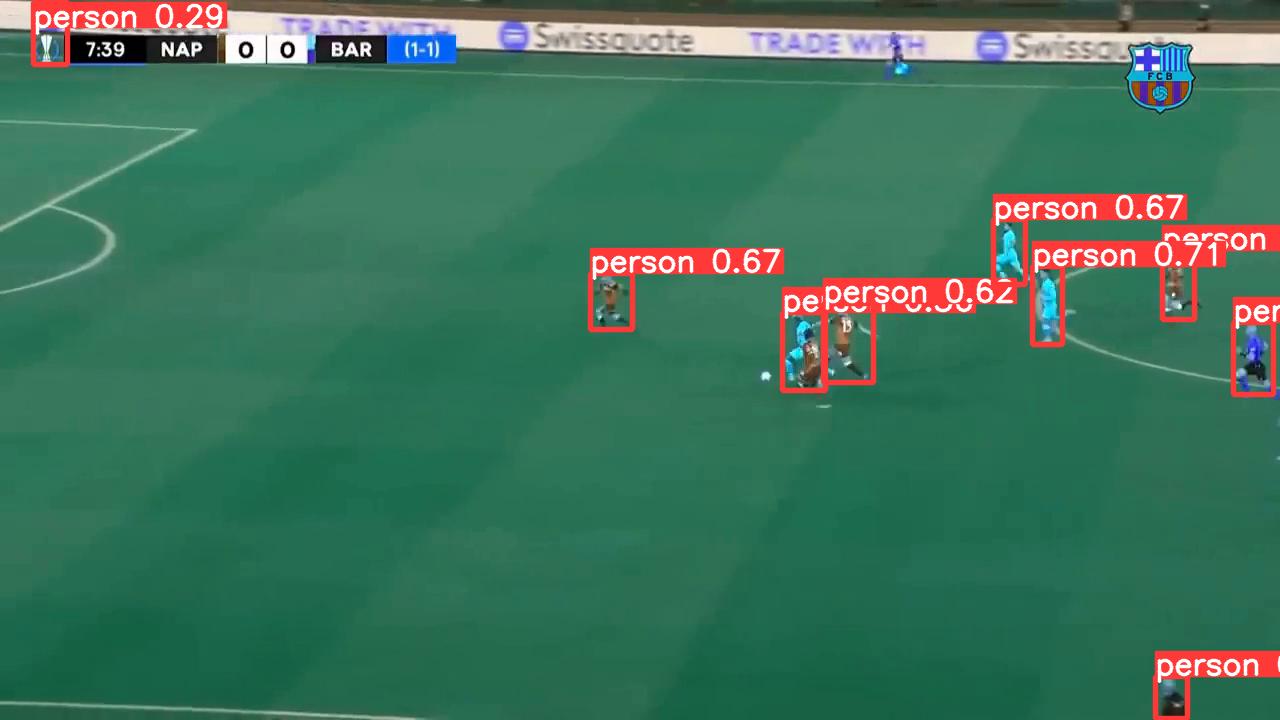 person 0.29
TRADE WITH
Swissquote
TRADE WITH
Swissquote
7:39 NAP 0 0 BAR (1-1)
FCB
person 0.67
person
person 0.71
person 0.67
person 0.62
15
person